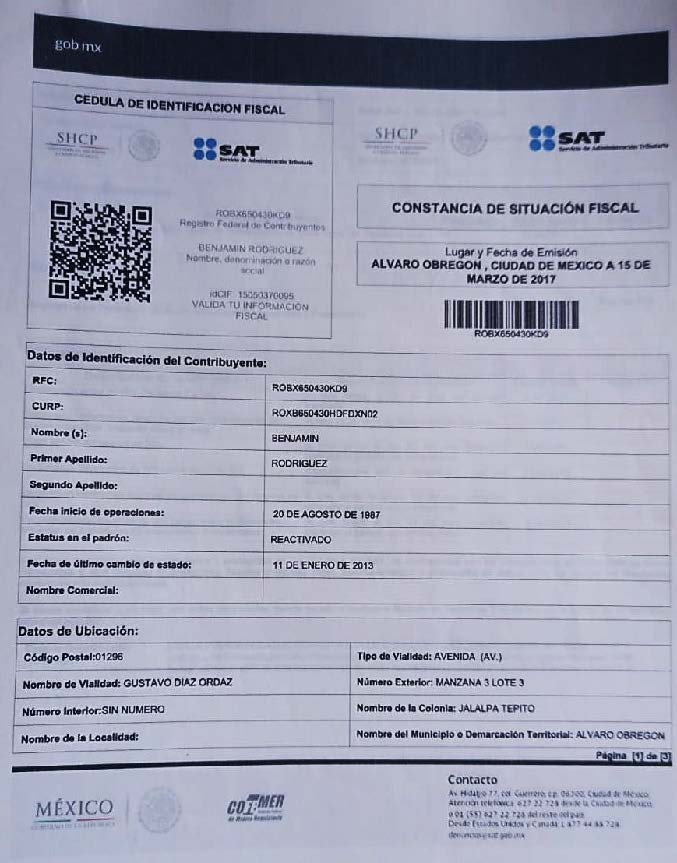 gob mx
CEDULA DE IDENTIFICACION FISCAL
SHCP
SAT
Servicio de Administración Tributaria
ROBX650430KD9
Registro Federal de Contribuyentes
BENJAMIN RODRIGUEZ
Nombre, denominación o razón
social
idCIF: 15050370095
VALIDA TU INFORMACIÓN
FISCAL
SHCP
SAT
Servicio de Administración Tributaria
CONSTANCIA DE SITUACIÓN FISCAL
Lugar y Fecha de Emisión
ALVARO OBREGON , CIUDAD DE MEXICO A 15 DE
MARZO DE 2017
ROBX650430KD9
Datos de Identificación del Contribuyente:
RFC: ROBX650430KD9
CURP: ROXB650430HDFDXN02
Nombre (s): BENJAMIN
Primer Apellido: RODRIGUEZ
Segundo Apellido:
Fecha inicio de operaciones: 20 DE AGOSTO DE 1987
Estatus en el padrón: REACTIVADO
Fecha de último cambio de estado: 11 DE ENERO DE 2013
Nombre Comercial:
Datos de Ubicación:
Código Postal:01296 Tipo de Vialidad: AVENIDA (AV.)
Nombre de Vialidad: GUSTAVO DIAZ ORDAZ Número Exterior: MANZANA 3 LOTE 3
Número Interior:SIN NUMERO Nombre de la Colonia: JALALPA TEPITO
Nombre de la Localidad: Nombre del Municipio o Demarcación Territorial: ALVARO OBREGON
Página [1] de [3]
MÉXICO
GOBIERNO DE LA REPÚBLICA
COFEMER
Contacto
Av. Hidalgo 77, col. Guerrero, c.p. 06300, Ciudad de México.
Atención telefónica 627 22 728 desde la Ciudad de México,
o 01 (55) 627 22 728 del resto del país.
Desde Estados Unidos y Canadá 1 877 44 88 728.
denuncias@sat.gob.mx